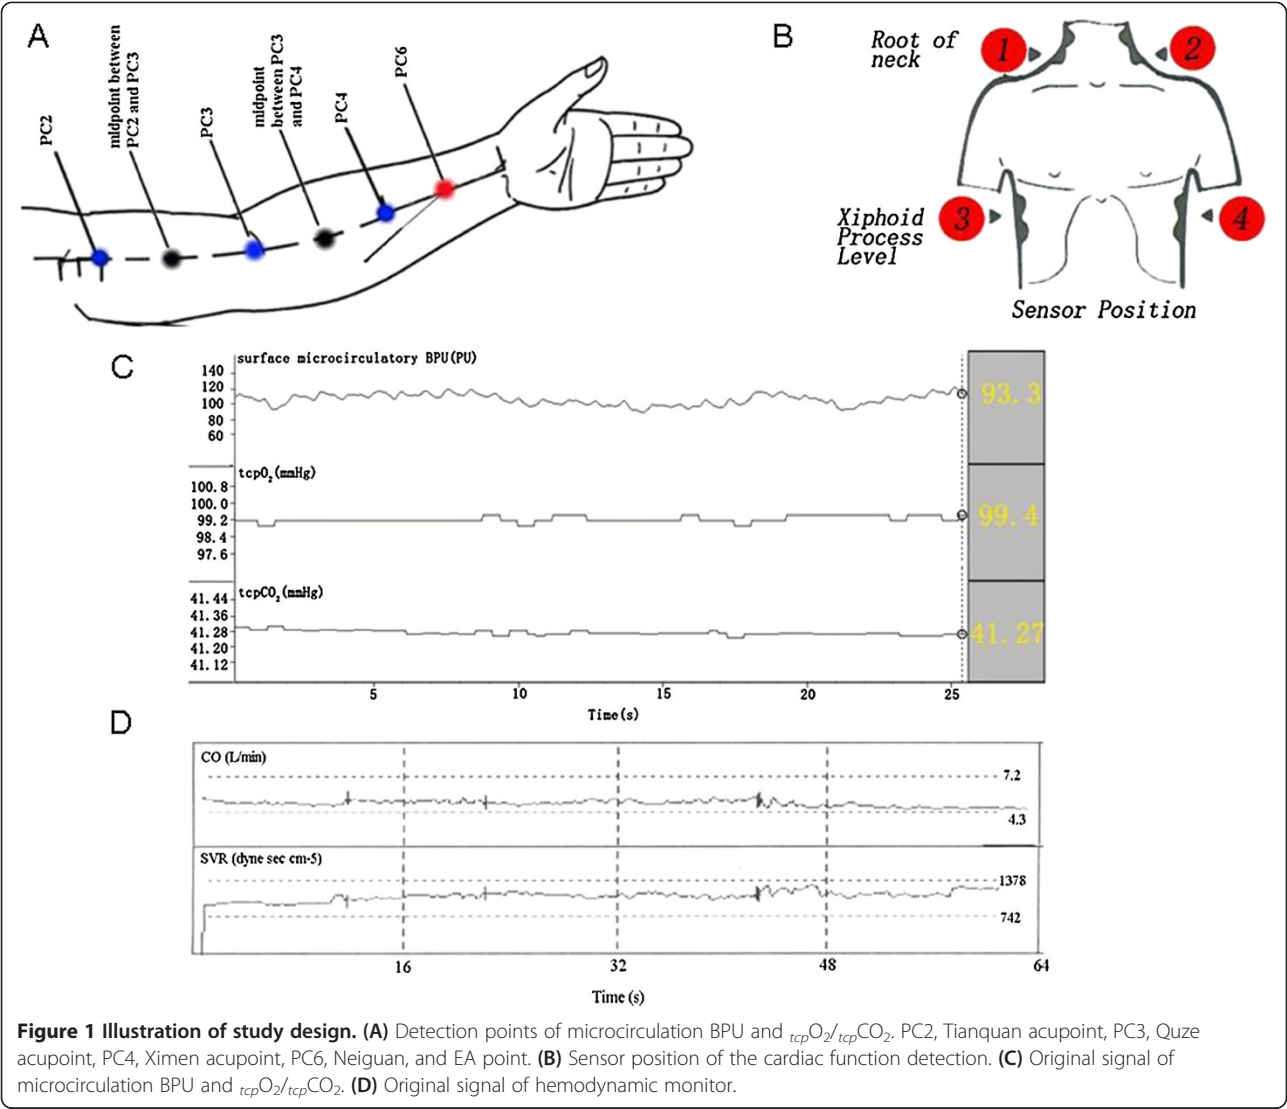 A
PC2
midpoint between
PC2 and PC3
PC3
midpoint
between PC3
and PC4
PC4
PC6
B
Root of
neck
1
2
Xiphoid
Process
Level
3
4
Sensor Position
C
surface microcirculatory BPU(PU)
140
120
100
80
60
93.3
tcpO2(mmHg)
100.8
100.0
99.2
98.4
97.6
99.4
tcpCO2(mmHg)
41.44
41.36
41.28
41.20
41.12
41.27
5 10 15 20 25
Time(s)
D
CO (L/min)
7.2
4.3
SVR (dyne sec cm-5)
1378
742
16 32 48 64
Time (s)
Figure 1 Illustration of study design. (A) Detection points of microcirculation BPU and tcpO2/tcpCO2. PC2, Tianquan acupoint, PC3, Quze
acupoint, PC4, Ximen acupoint, PC6, Neiguan, and EA point. (B) Sensor position of the cardiac function detection. (C) Original signal of
microcirculation BPU and tcpO2/tcpCO2. (D) Original signal of hemodynamic monitor.